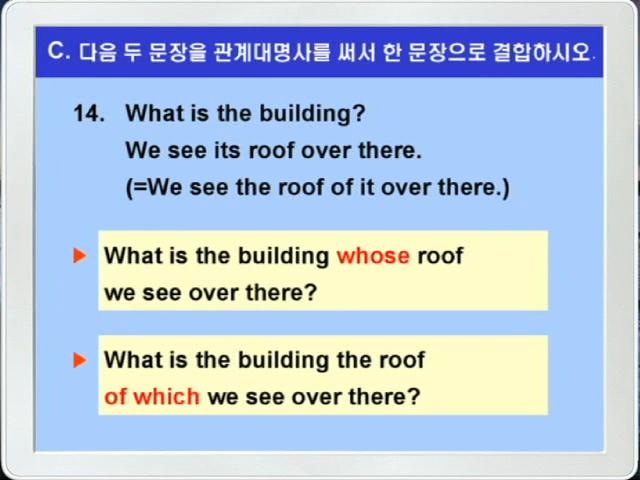 C. 다음 두 문장을 관계대명사를 써서 한 문장으로 결합하시오.
14. What is the building?
We see its roof over there.
(=We see the roof of it over there.)
What is the building whose roof
we see over there?
What is the building the roof
of which we see over there?